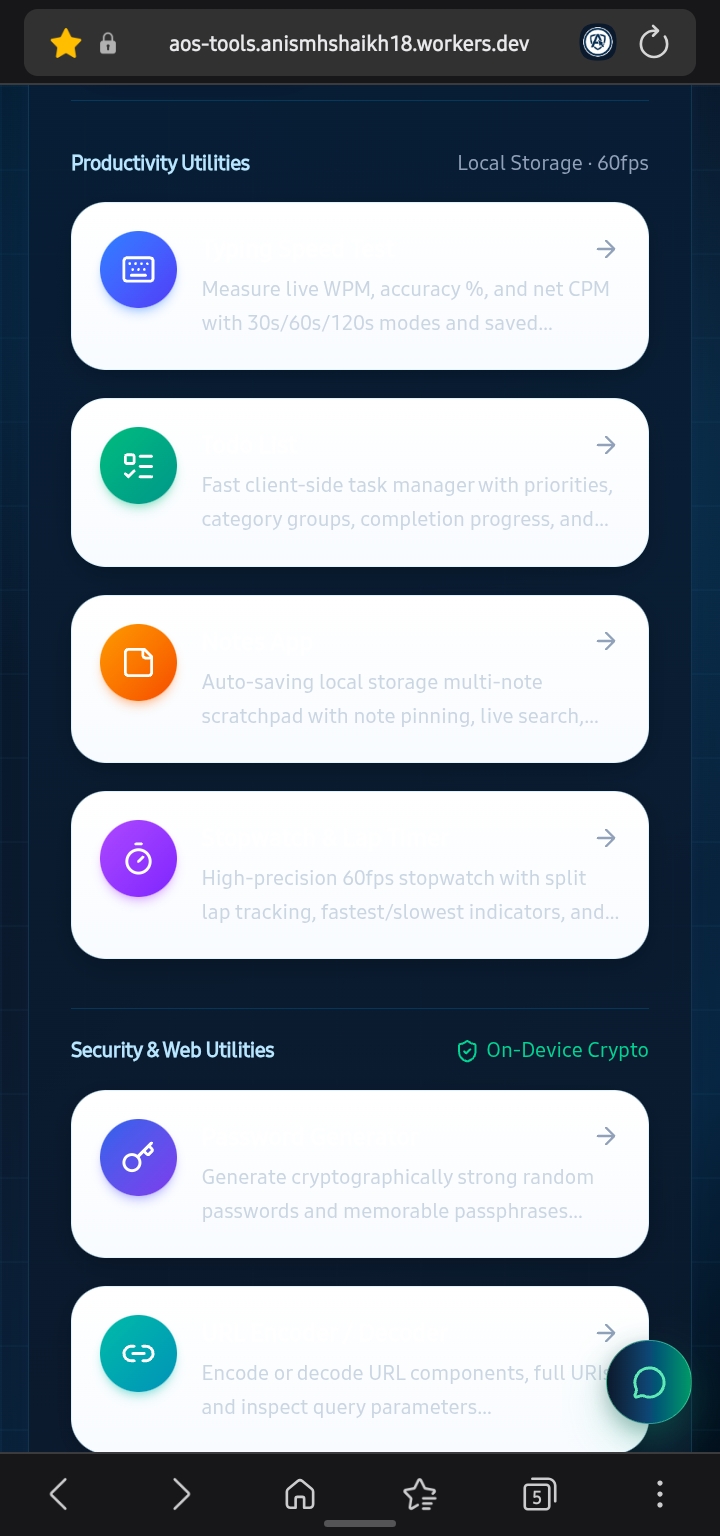 aos-tools.anismhshaikh18.workers.dev
Productivity Utilities
Local Storage · 60fps
Measure live WPM, accuracy %, and net CPM
with 30s/60s/120s modes and saved...
Fast client-side task manager with priorities,
category groups, completion progress, and...
Auto-saving local storage multi-note
scratchpad with note pinning, live search,...
High-precision 60fps stopwatch with split
lap tracking, fastest/slowest indicators, and...
Security & Web Utilities
On-Device Crypto
Generate cryptographically strong random
passwords and memorable passphrases...
Encode or decode URL components, full URIs
and inspect query parameters...
5